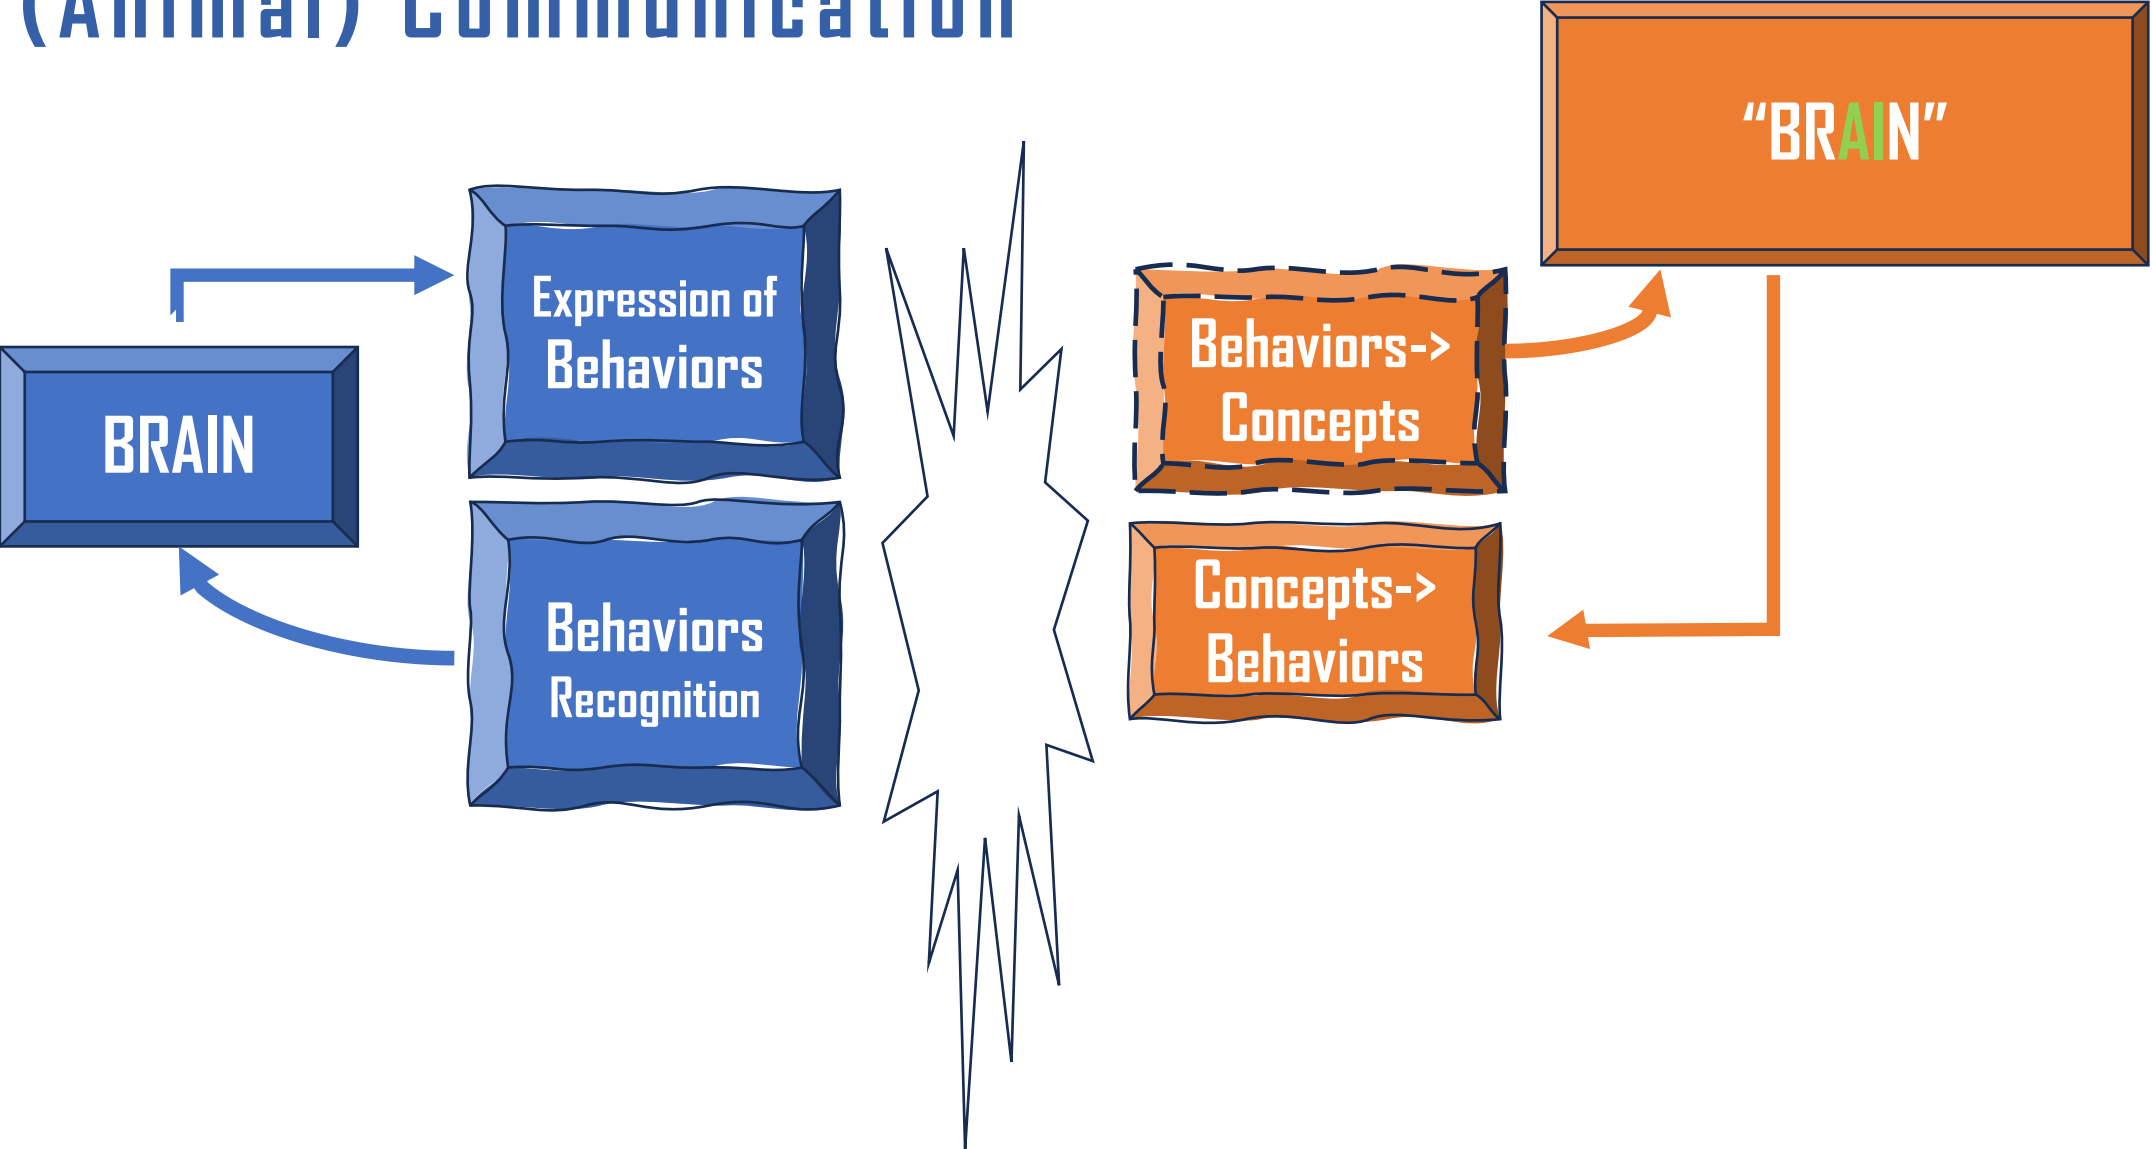 (Animal) Communication
“BRAIN”
Expression of
Behaviors
BRAIN
Behaviors
Recognition
Behaviors->
Concepts
Concepts->
Behaviors